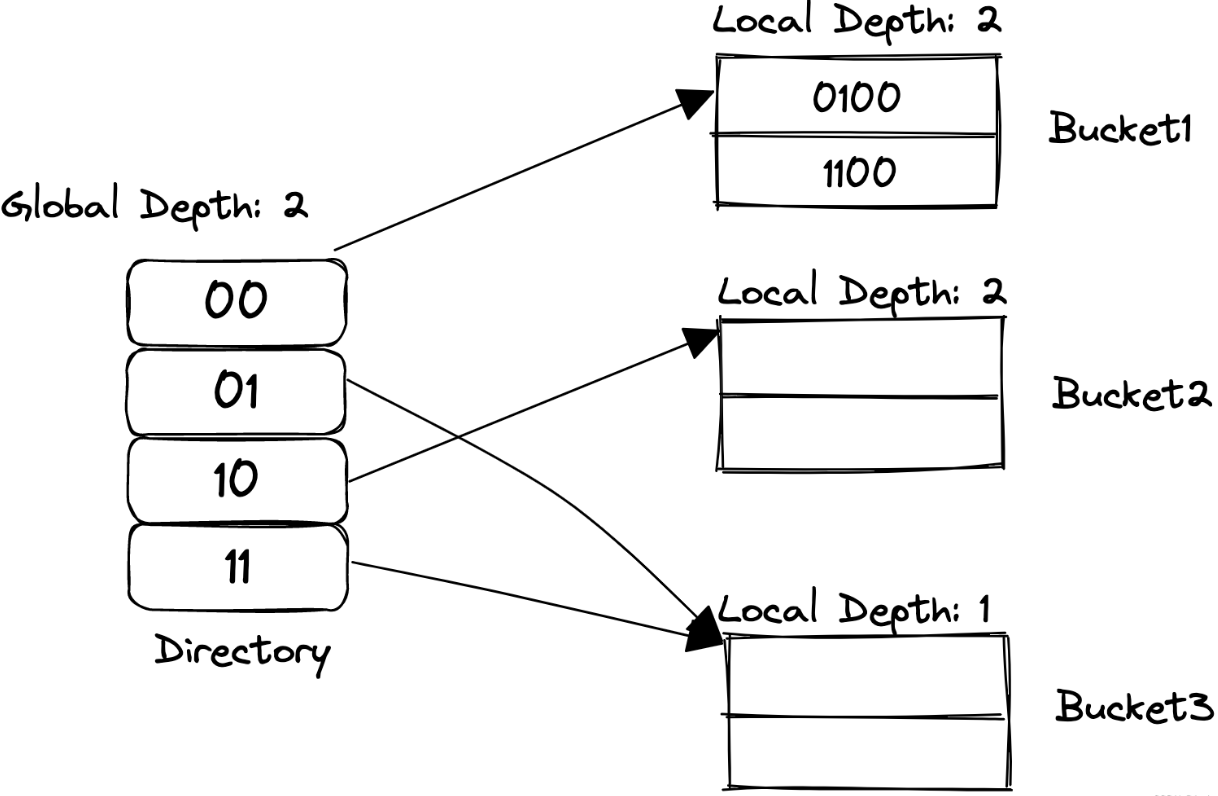 Local Depth: 2
0100
1100
Bucket1
Global Depth: 2
00
01
10
11
Directory
Local Depth: 2
Bucket2
Local Depth: 1
Bucket3